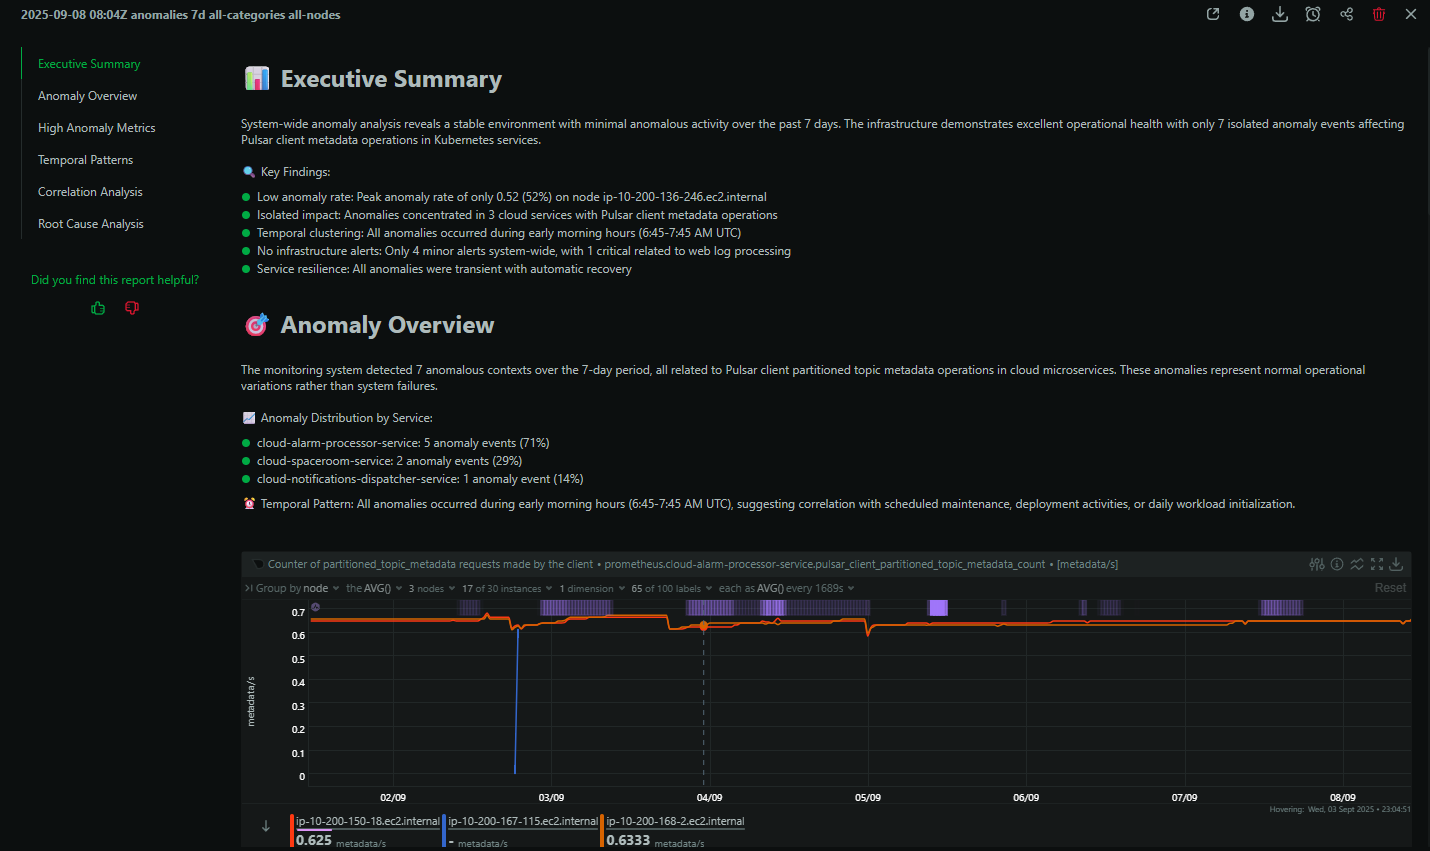 2025-09-08 08:04Z anomalies 7d all-categories all-nodes
Executive Summary
Anomaly Overview
High Anomaly Metrics
Temporal Patterns
Correlation Analysis
Root Cause Analysis
Did you find this report helpful?
Executive Summary
System-wide anomaly analysis reveals a stable environment with minimal anomalous activity over the past 7 days. The infrastructure demonstrates excellent operational health with only 7 isolated anomaly events affecting
Pulsar client metadata operations in Kubernetes services.
Key Findings:
Low anomaly rate: Peak anomaly rate of only 0.52 (52%) on node ip-10-200-136-246.ec2.internal
Isolated impact: Anomalies concentrated in 3 cloud services with Pulsar client metadata operations
Temporal clustering: All anomalies occurred during early morning hours (6:45-7:45 AM UTC)
No infrastructure alerts: Only 4 minor alerts system-wide, with 1 critical related to web log processing
Service resilience: All anomalies were transient with automatic recovery
Anomaly Overview
The monitoring system detected 7 anomalous contexts over the 7-day period, all related to Pulsar client partitioned topic metadata operations in cloud microservices. These anomalies represent normal operational
variations rather than system failures.
Anomaly Distribution by Service:
cloud-alarm-processor-service: 5 anomaly events (71%)
cloud-spaceroom-service: 2 anomaly events (29%)
cloud-notifications-dispatcher-service: 1 anomaly event (14%)
Temporal Pattern: All anomalies occurred during early morning hours (6:45-7:45 AM UTC), suggesting correlation with scheduled maintenance, deployment activities, or daily workload initialization.
Counter of partitioned_topic_metadata requests made by the client • prometheus.cloud-alarm-processor-service.pulsar_client_partitioned_topic_metadata_count • [metadata/s]
Group by node the AVG() 3 nodes 17 of 30 instances 1 dimension 65 of 100 labels each as AVG() every 1689s Reset
0.7
0.6
0.5
0.4
0.3
0.2
0.1
0
metadata/s
02/09 03/09 04/09 05/09 06/09 07/09 08/09
Hovering: Wed, 03 Sept 2025 • 23:04:51
ip-10-200-150-18.ec2.internal ip-10-200-167-115.ec2.internal ip-10-200-168-2.ec2.internal
0.625 metadata/s - metadata/s 0.6333 metadata/s